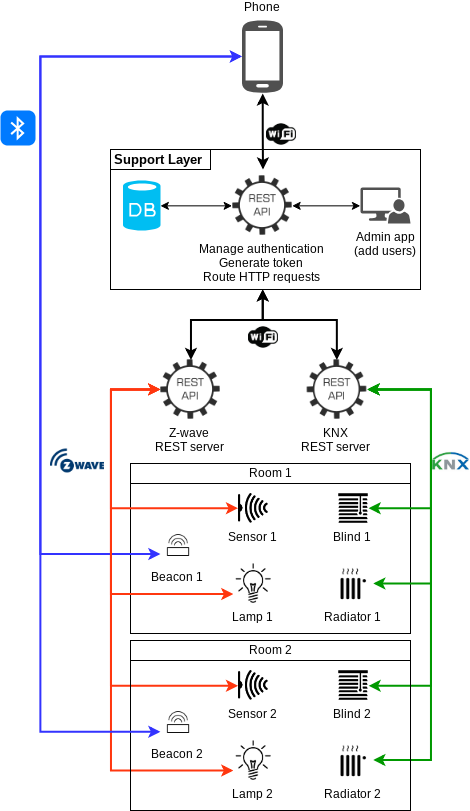 Phone
WiFi
Support Layer
DB
REST
API
Manage authentication
Generate token
Route HTTP requests
Admin app
(add users)
WiFi
REST
API
REST
API
Z-wave
REST server
KNX
REST server
Z WAVE
KNX
Room 1
Sensor 1
Blind 1
Beacon 1
Lamp 1
Radiator 1
Room 2
Sensor 2
Blind 2
Beacon 2
Lamp 2
Radiator 2